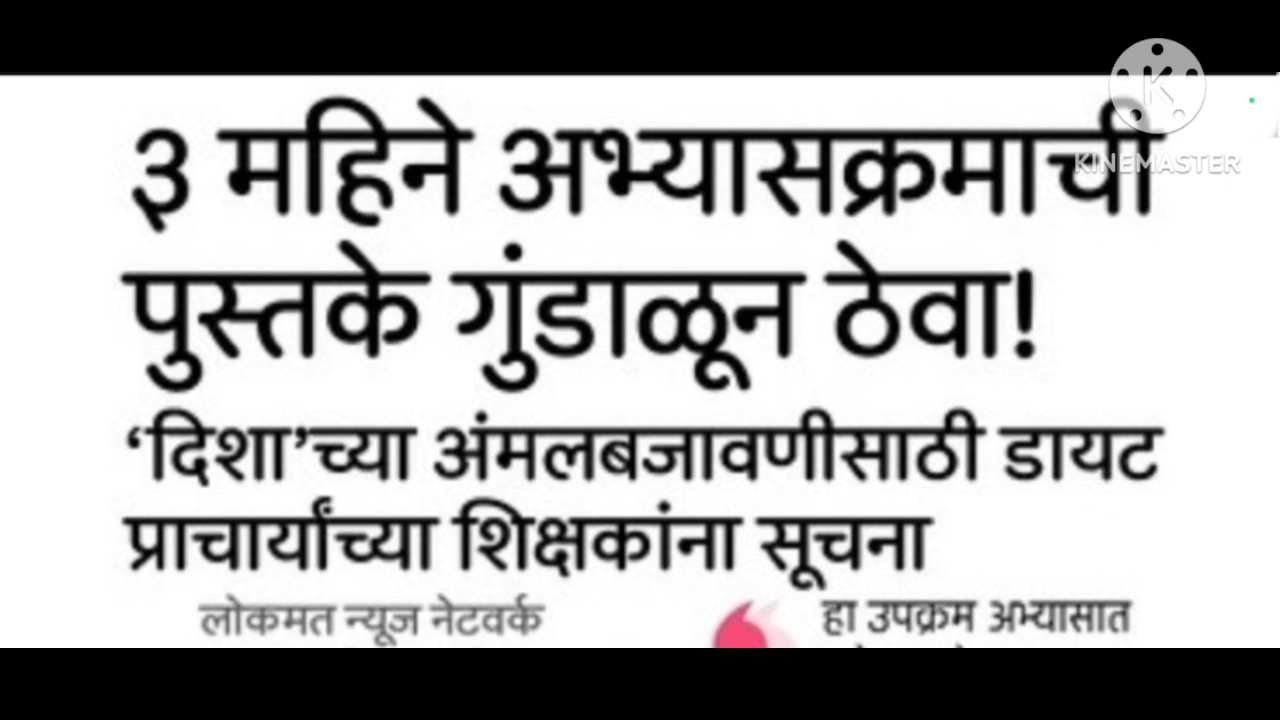 KINEMASTER
३ महिने अभ्यासक्रमाची
पुस्तके गुंडाळून ठेवा!
‘दिशा’च्या अंमलबजावणीसाठी डायट
प्राचार्यांच्या शिक्षकांना सूचना
लोकमत न्यूज नेटवर्क
हा उपक्रम अभ्यासात